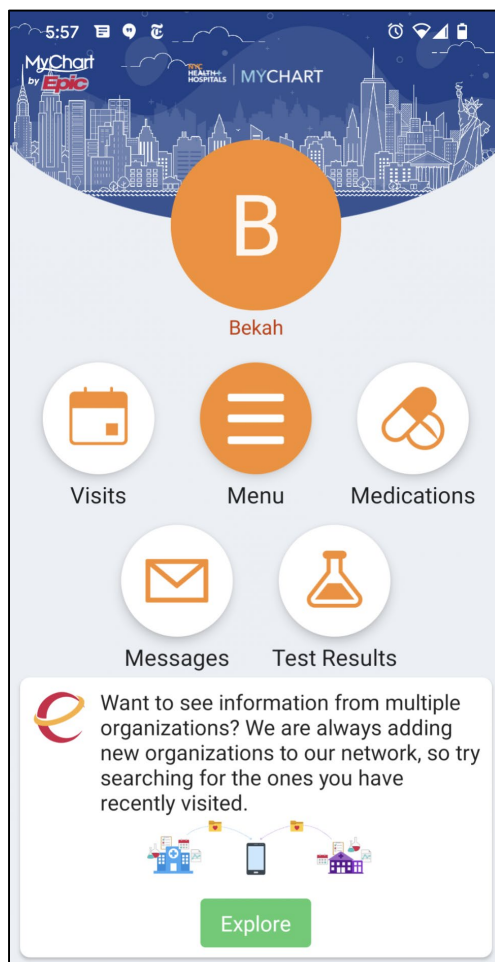 5:57
MyChart
by Epic
NYC
HEALTH+
HOSPITALS
MYCHART
B
Bekah
Visits
Menu
Medications
Messages
Test Results
Want to see information from multiple
organizations? We are always adding
new organizations to our network, so try
searching for the ones you have
recently visited.
Explore